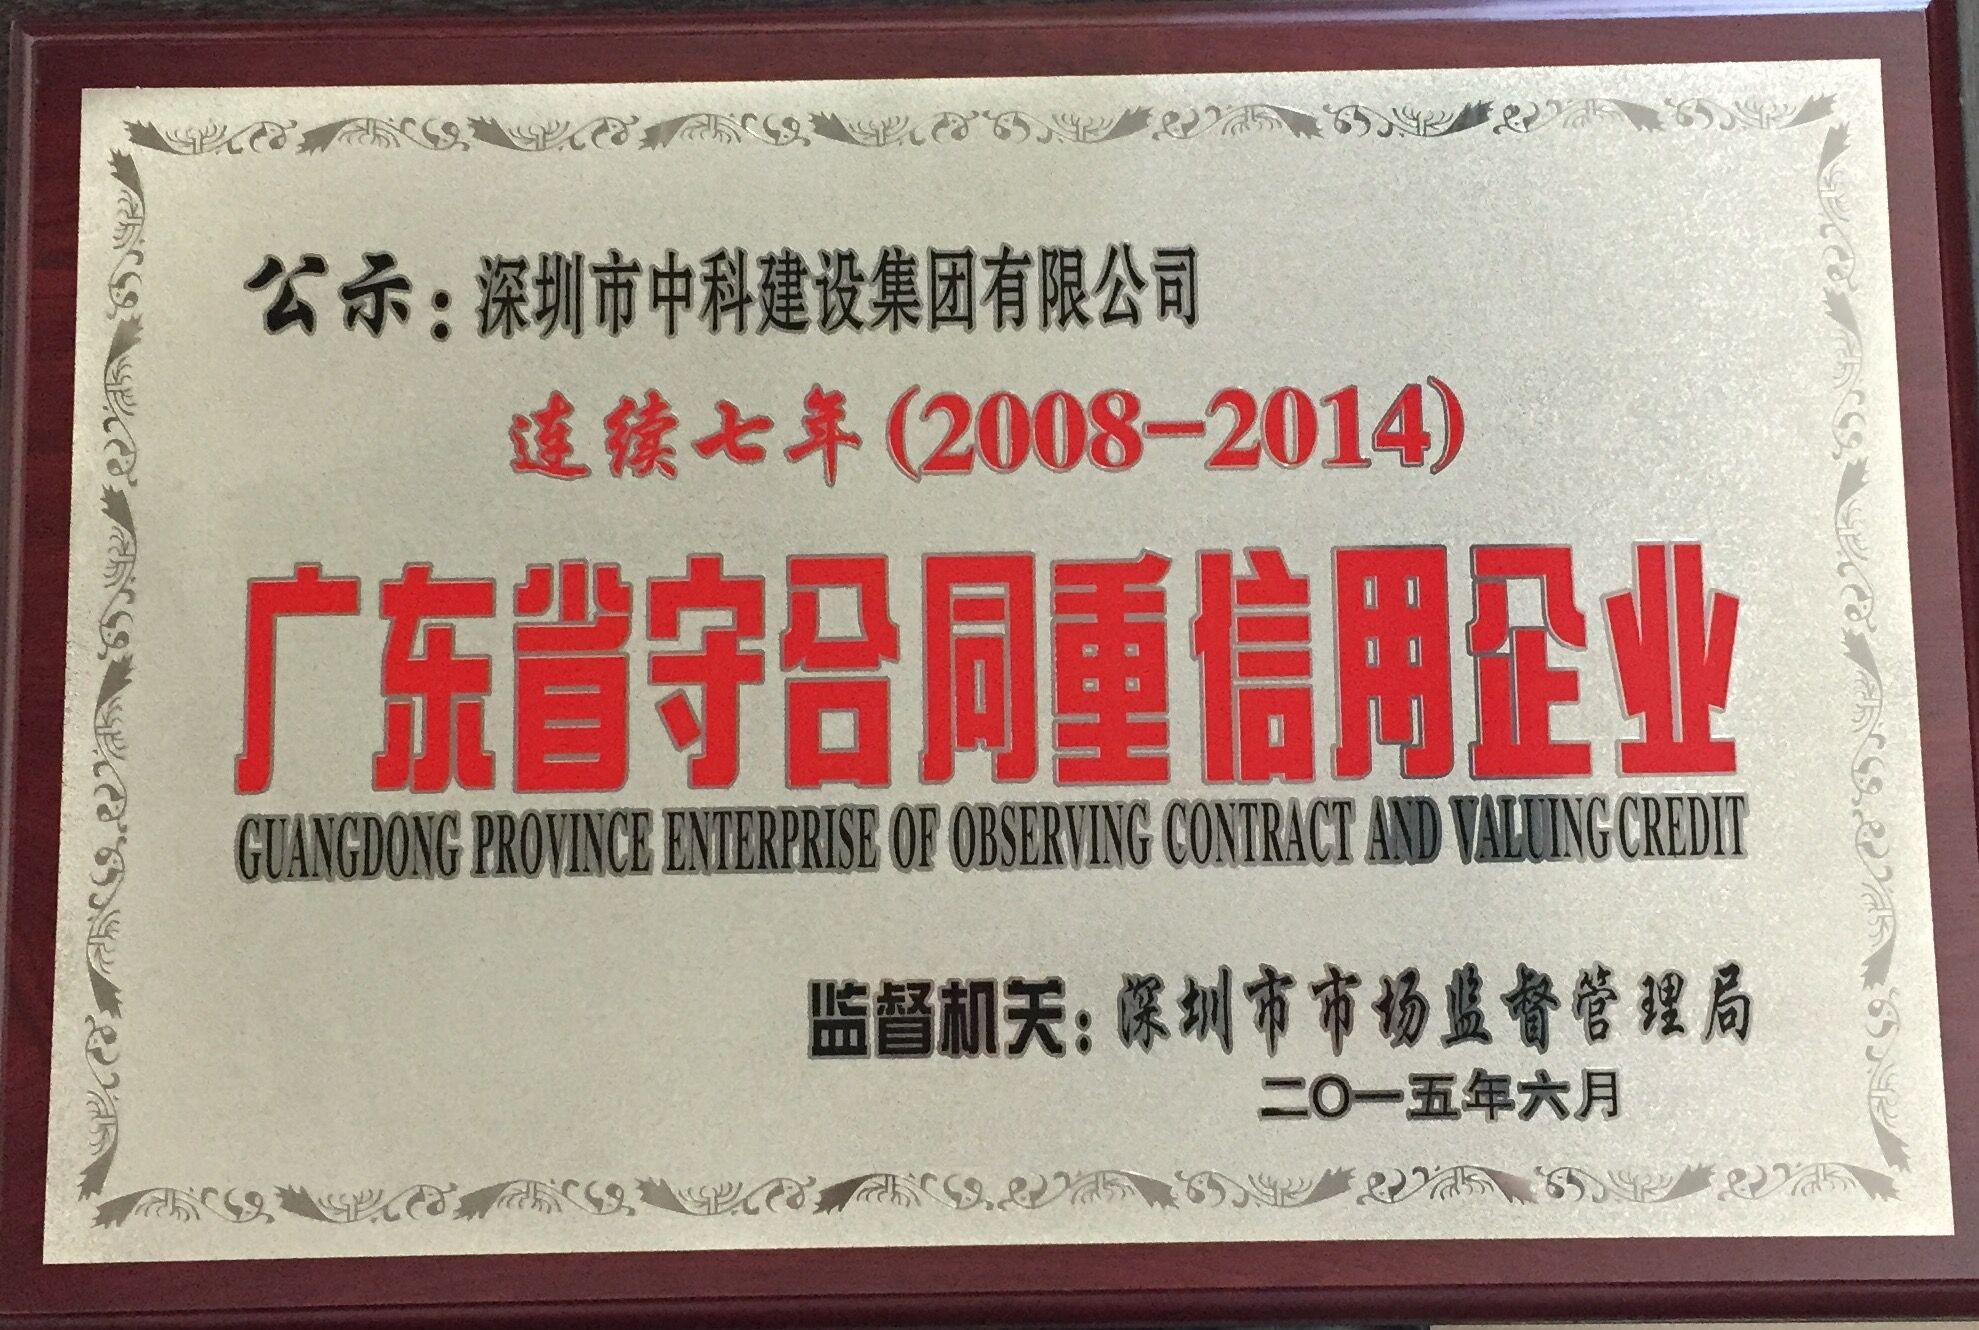 公示：深圳市中科建设集团有限公司
连续七年(2008-2014)
广东省守合同重信用企业
GUANGDONG PROVINCE ENTERPRISE OF OBSERVING CONTRACT AND VALUING CREDIT
监督机关：深圳市市场监督管理局
二〇一五年六月